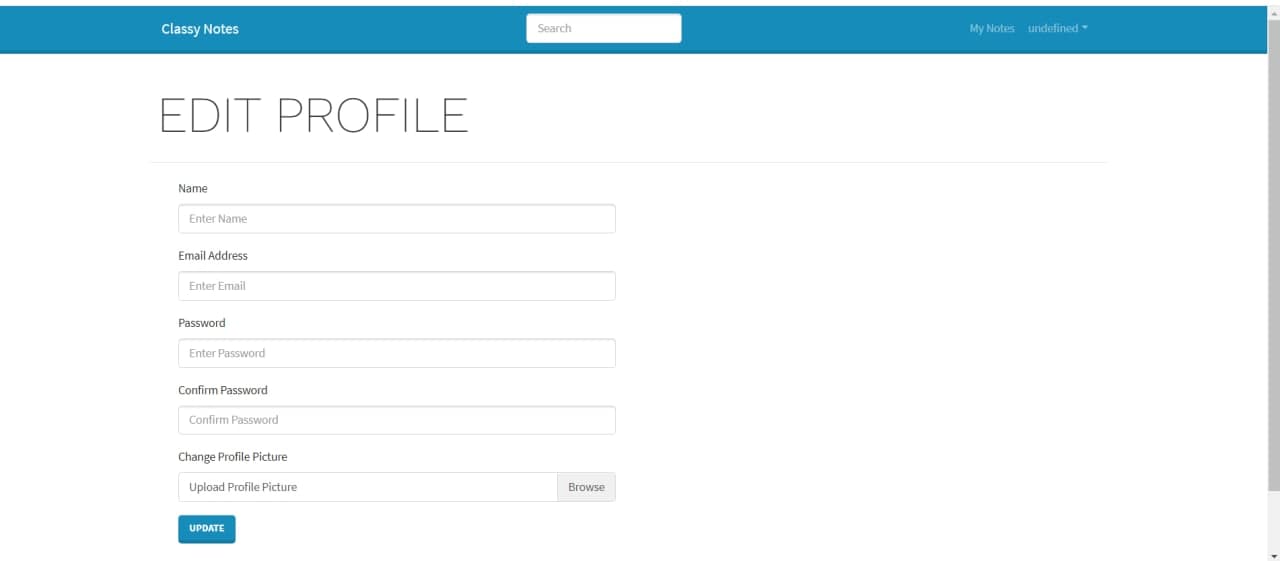 Classy Notes
Search
My Notes
undefined
EDIT PROFILE
Name
Enter Name
Email Address
Enter Email
Password
Enter Password
Confirm Password
Confirm Password
Change Profile Picture
Upload Profile Picture
Browse
UPDATE